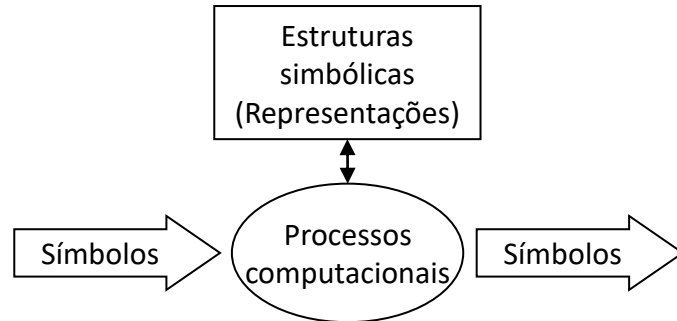 Estruturas
simbólicas
(Representações)
Símbolos
Processos
computacionais
Símbolos